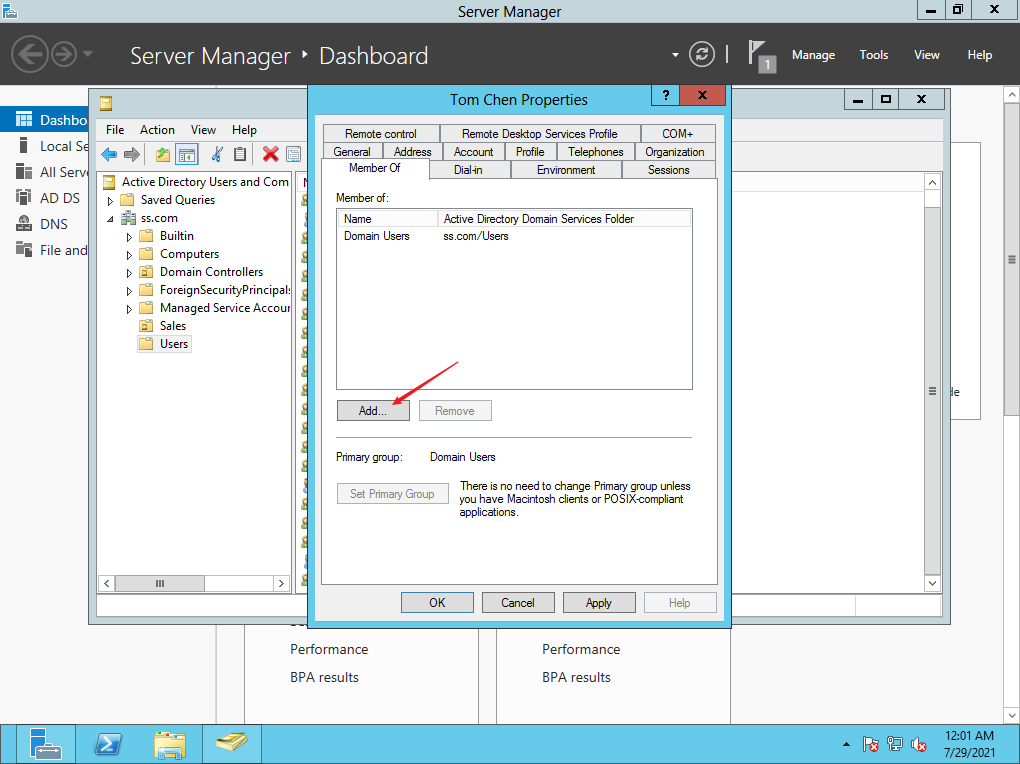 Server Manager
Server Manager Dashboard
1
Manage Tools View Help
Dashbo
Local Se
All Serve
AD DS
DNS
File and
File Action View Help
Active Directory Users and Com
Saved Queries
ss.com
Builtin
Computers
Domain Controllers
ForeignSecurityPrincipals
Managed Service Accour
Sales
Users
Tom Chen Properties
?
Remote control Remote Desktop Services Profile COM+
General Address Account Profile Telephones Organization
Member Of Dial-in Environment Sessions
Member of:
Name Active Directory Domain Services Folder
Domain Users ss.com/Users
Add... Remove
Primary group: Domain Users
Set Primary Group
There is no need to change Primary group unless
you have Macintosh clients or POSIX-compliant
applications.
OK Cancel Apply Help
Performance
BPA results
Performance
BPA results
12:01 AM
7/29/2021